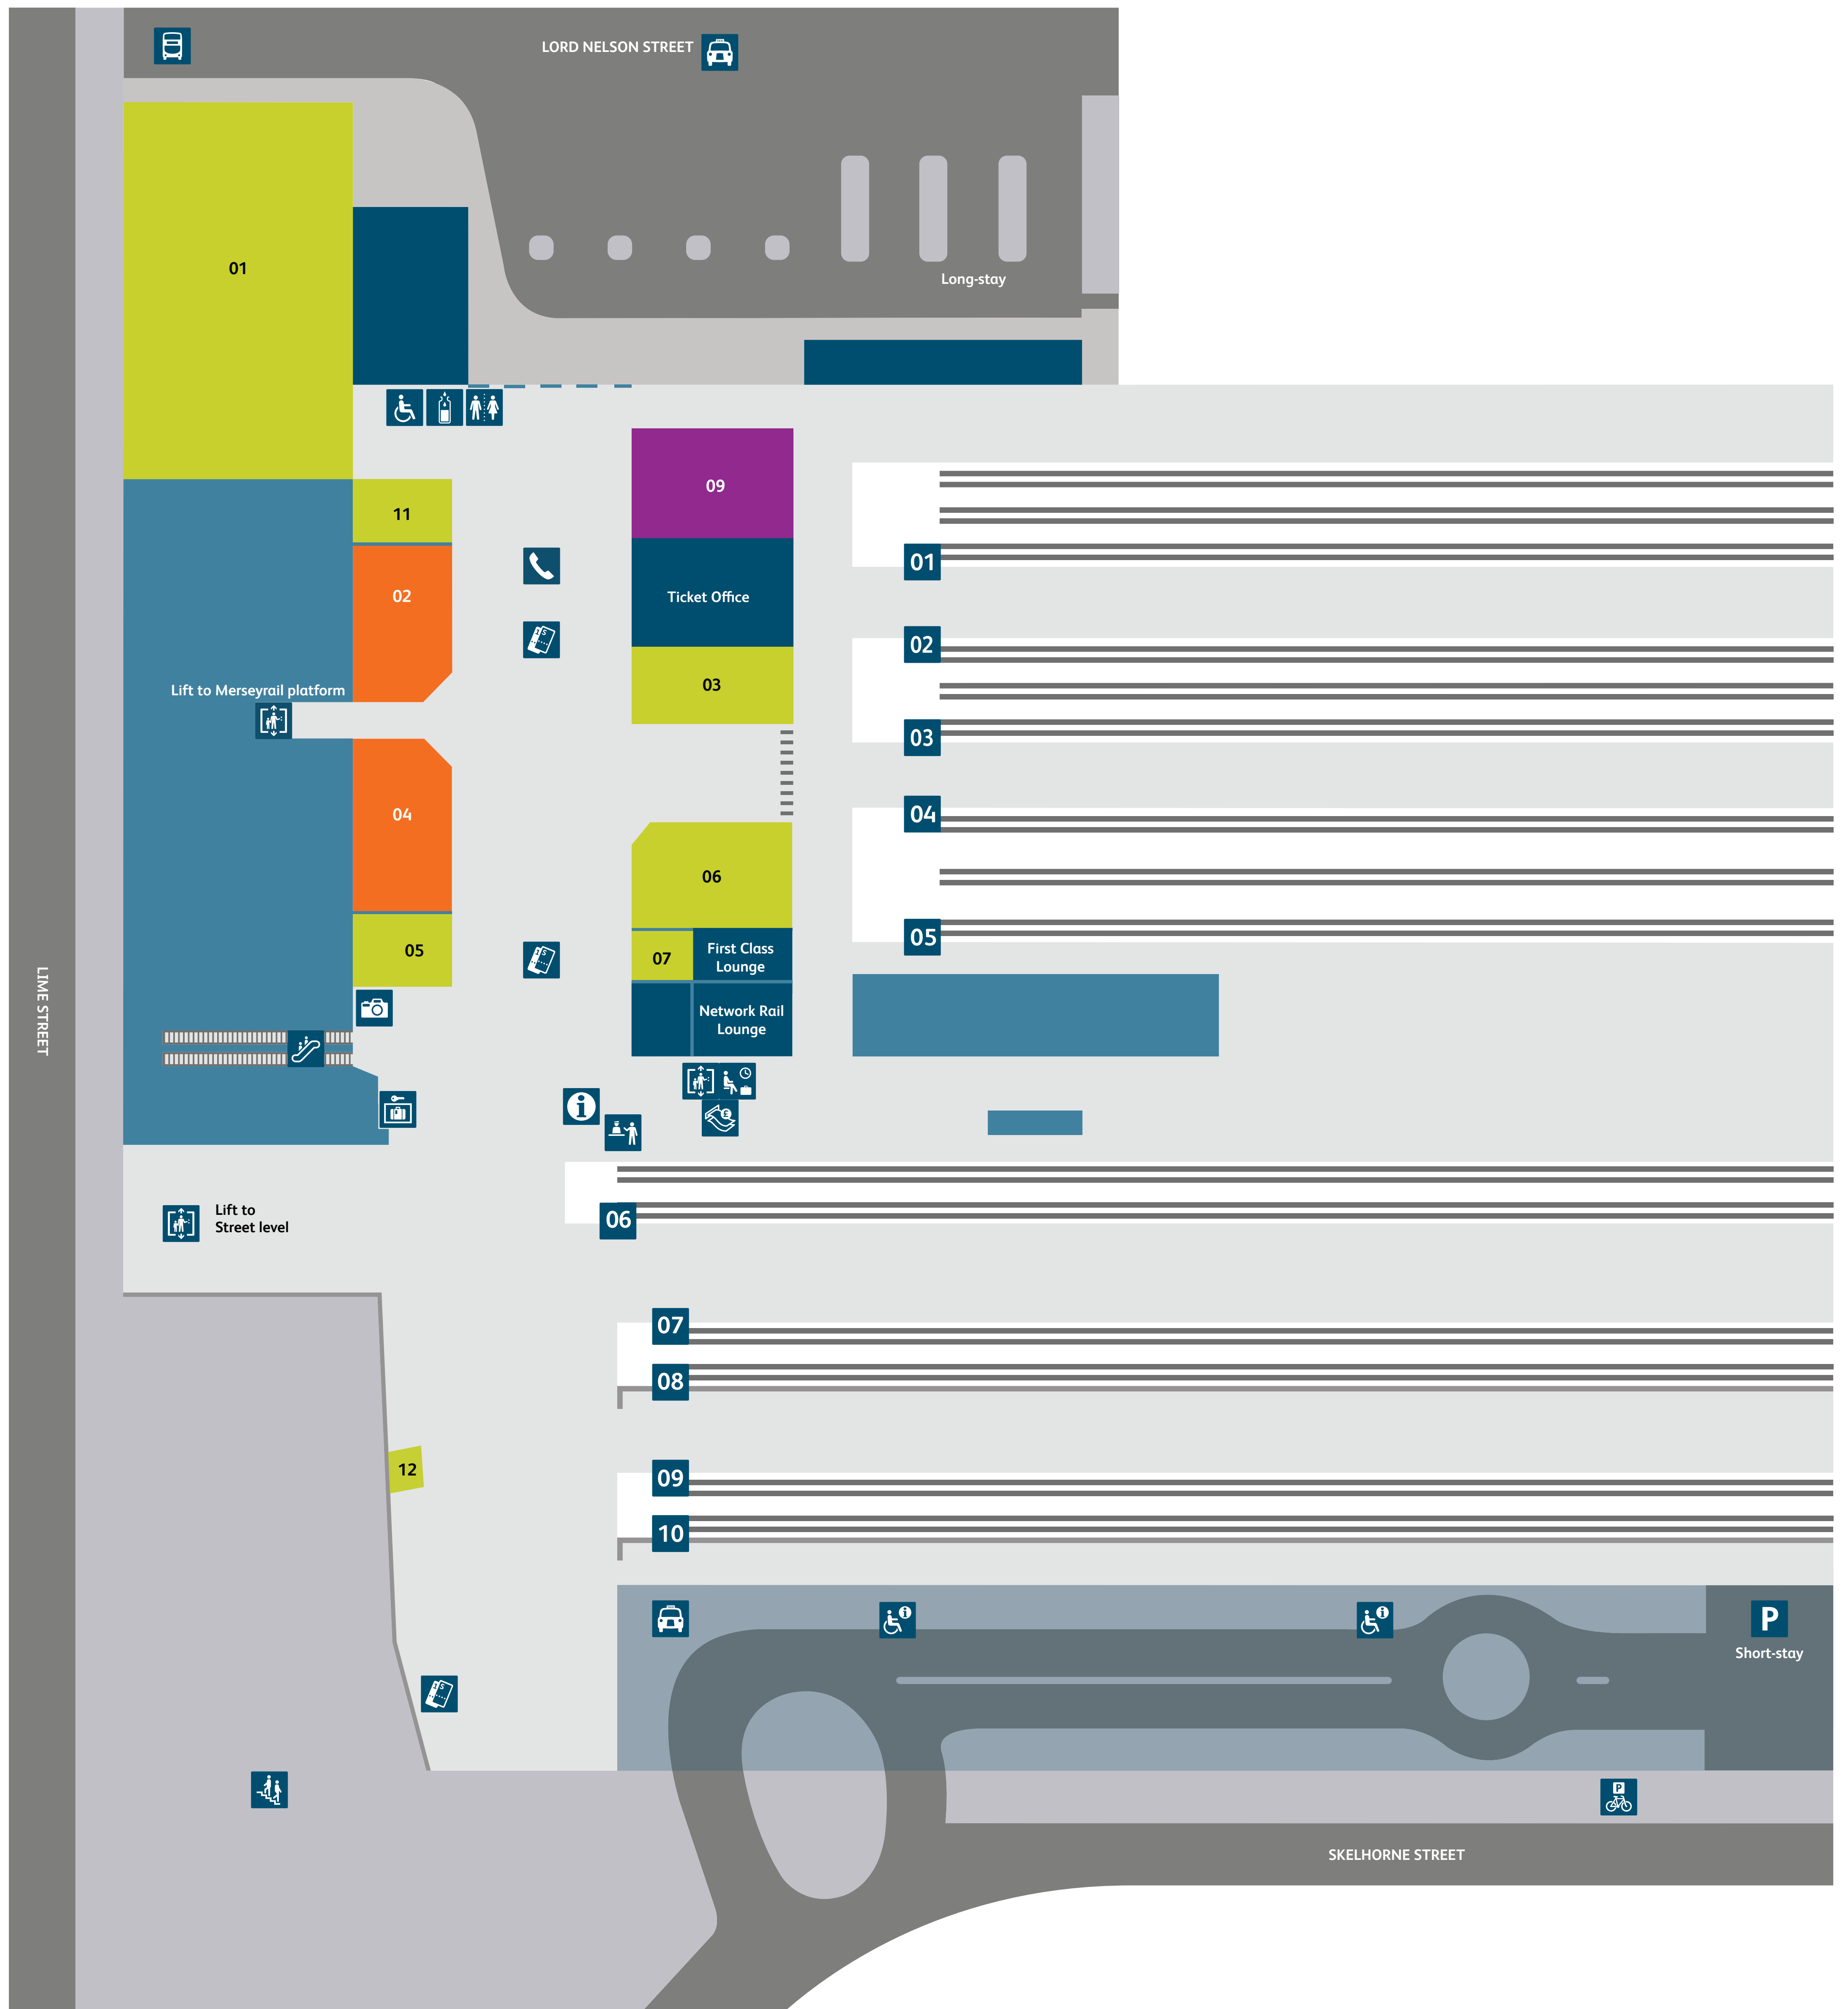 LORD NELSON STREET
01
Long-stay
09
11
01
02
Ticket Office
02
03
Lift to Merseyrail platform
03
04
04
06
05
05
07
First Class
Lounge
Network Rail
Lounge
LIME STREET
i
£
06
Lift to
Street level
07
08
12
09
10
i
i
P
Short-stay
P
SKELHORNE STREET